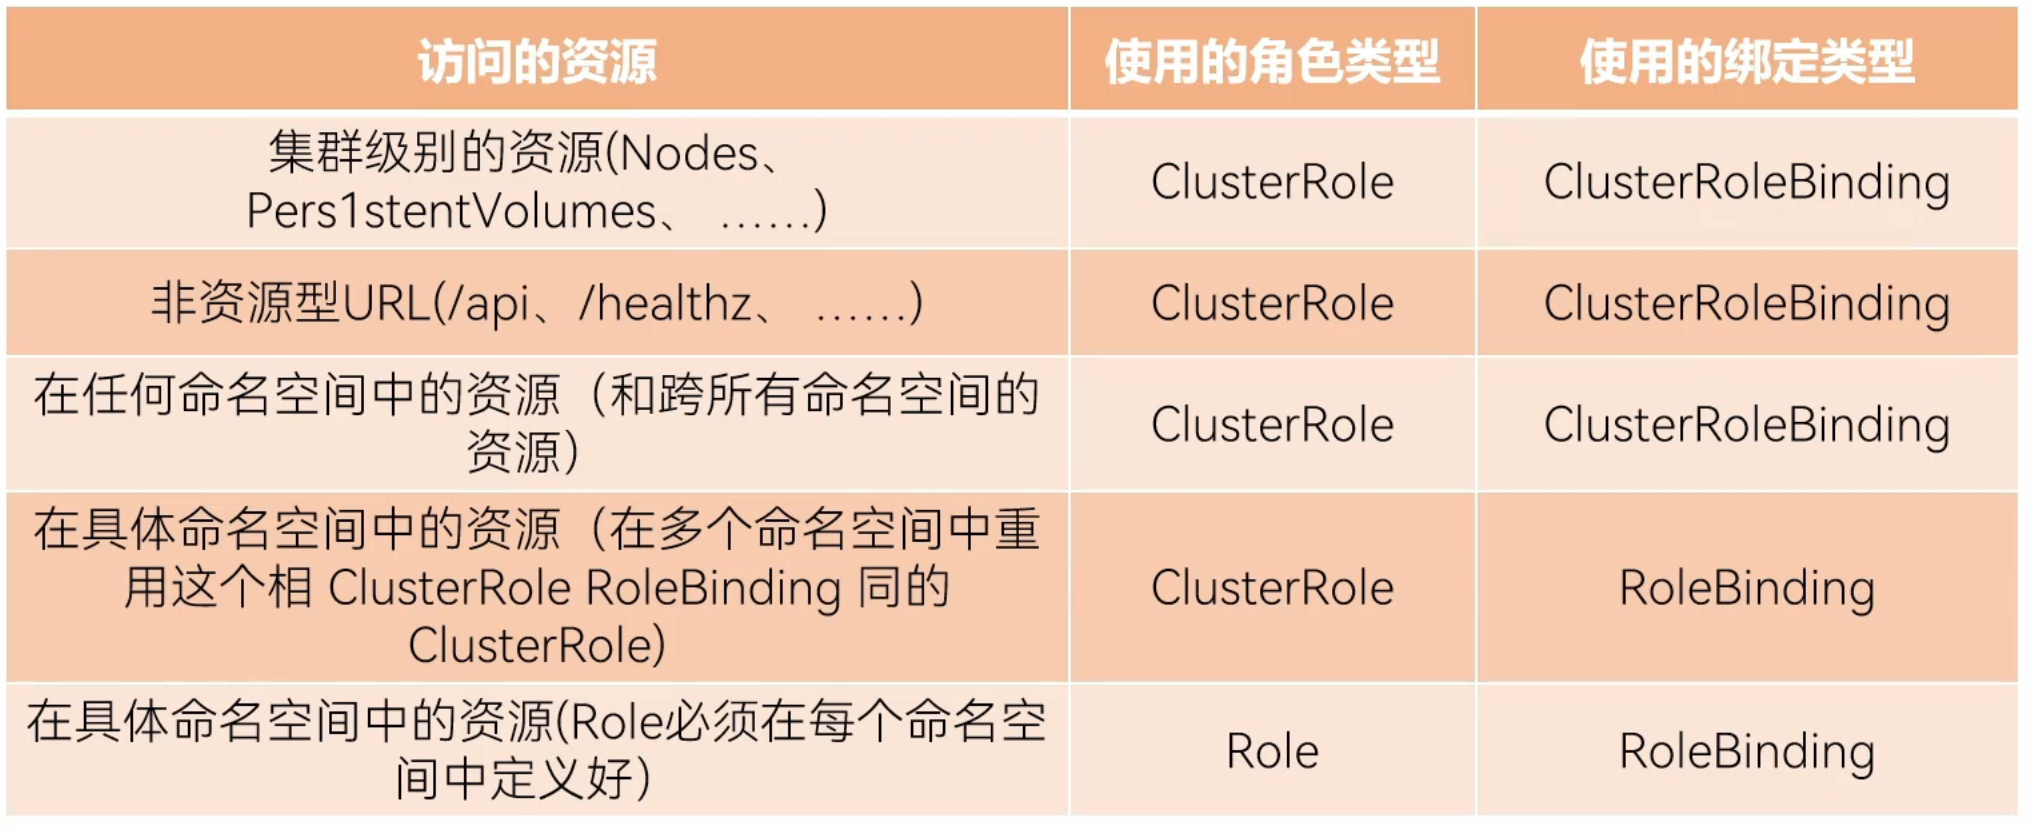 访问的资源
使用的角色类型
使用的绑定类型
集群级别的资源(Nodes、
Pers1stentVolumes、 ……)
ClusterRole
ClusterRoleBinding
非资源型URL(/api、/healthz、 ……)
ClusterRole
ClusterRoleBinding
在任何命名空间中的资源（和跨所有命名空间的
资源）
ClusterRole
ClusterRoleBinding
在具体命名空间中的资源（在多个命名空间中重
用这个相 ClusterRole RoleBinding 同的
ClusterRole)
ClusterRole
RoleBinding
在具体命名空间中的资源(Role必须在每个命名空
间中定义好）
Role
RoleBinding